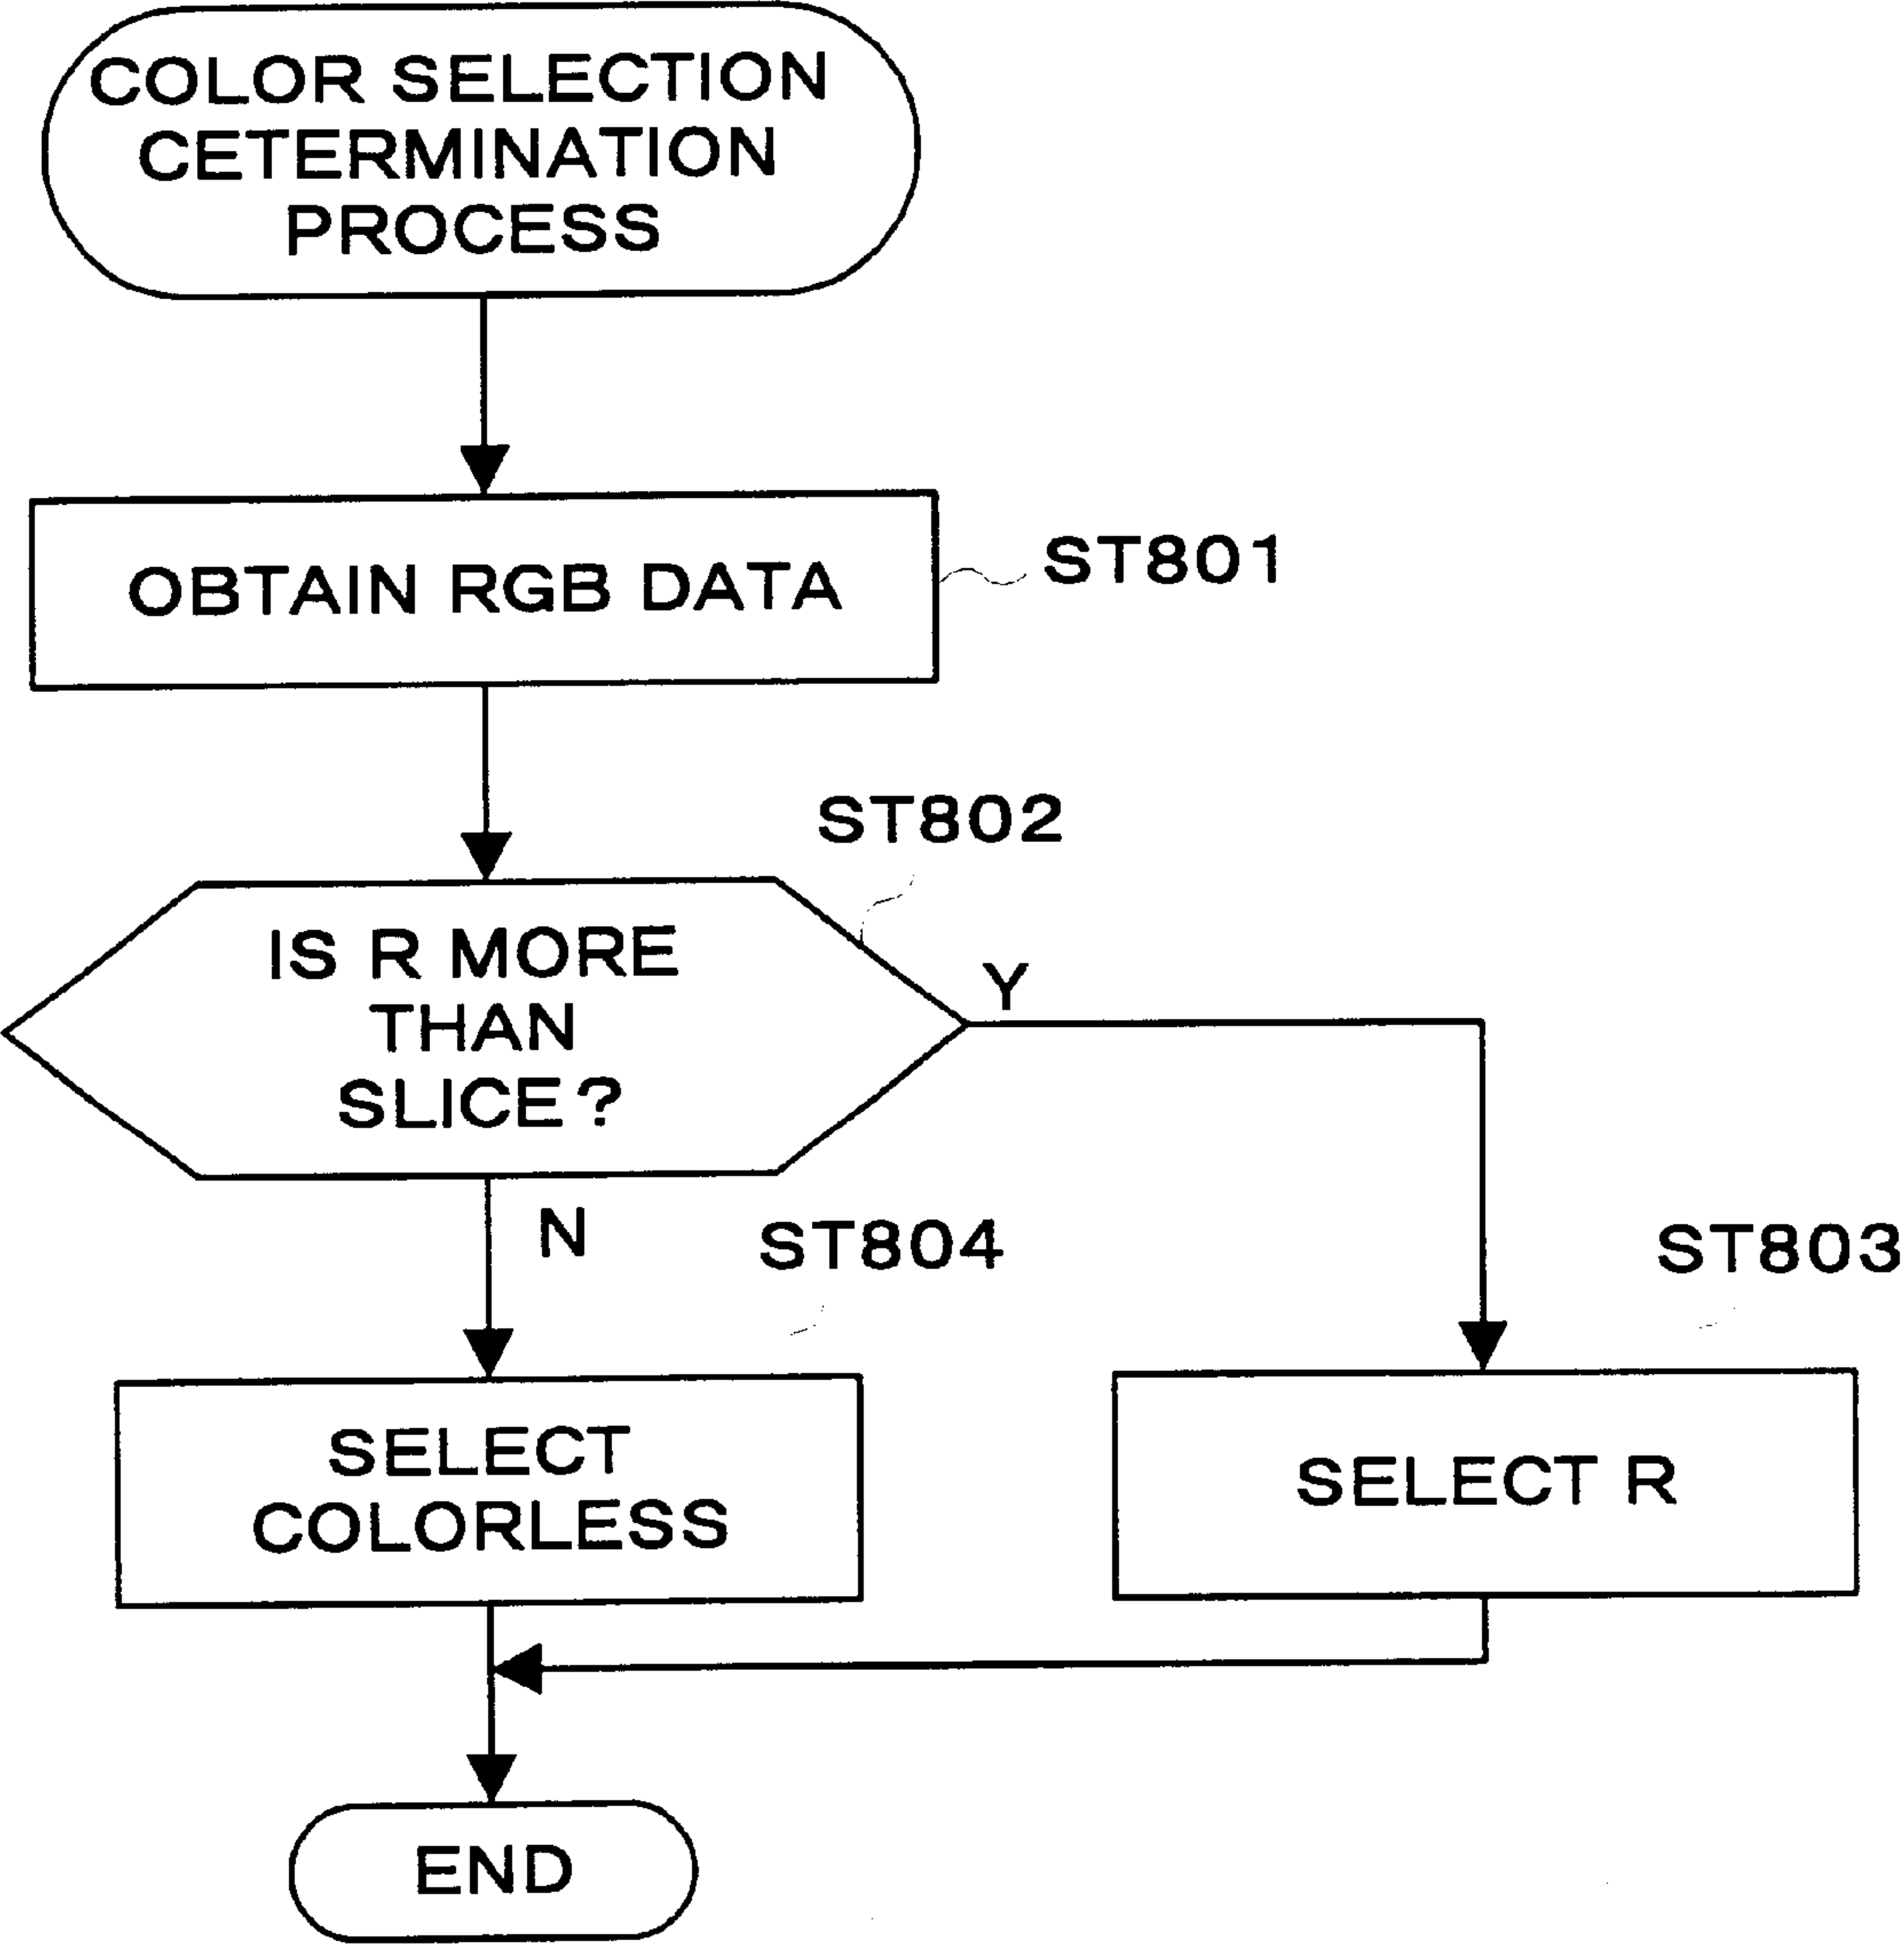 COLOR SELECTION
CETERMINATION
PROCESS
OBTAIN RGB DATA
ST801
ST802
IS R MORE
THAN
SLICE?
Y
N
ST804
ST803
SELECT
COLORLESS
SELECT R
END